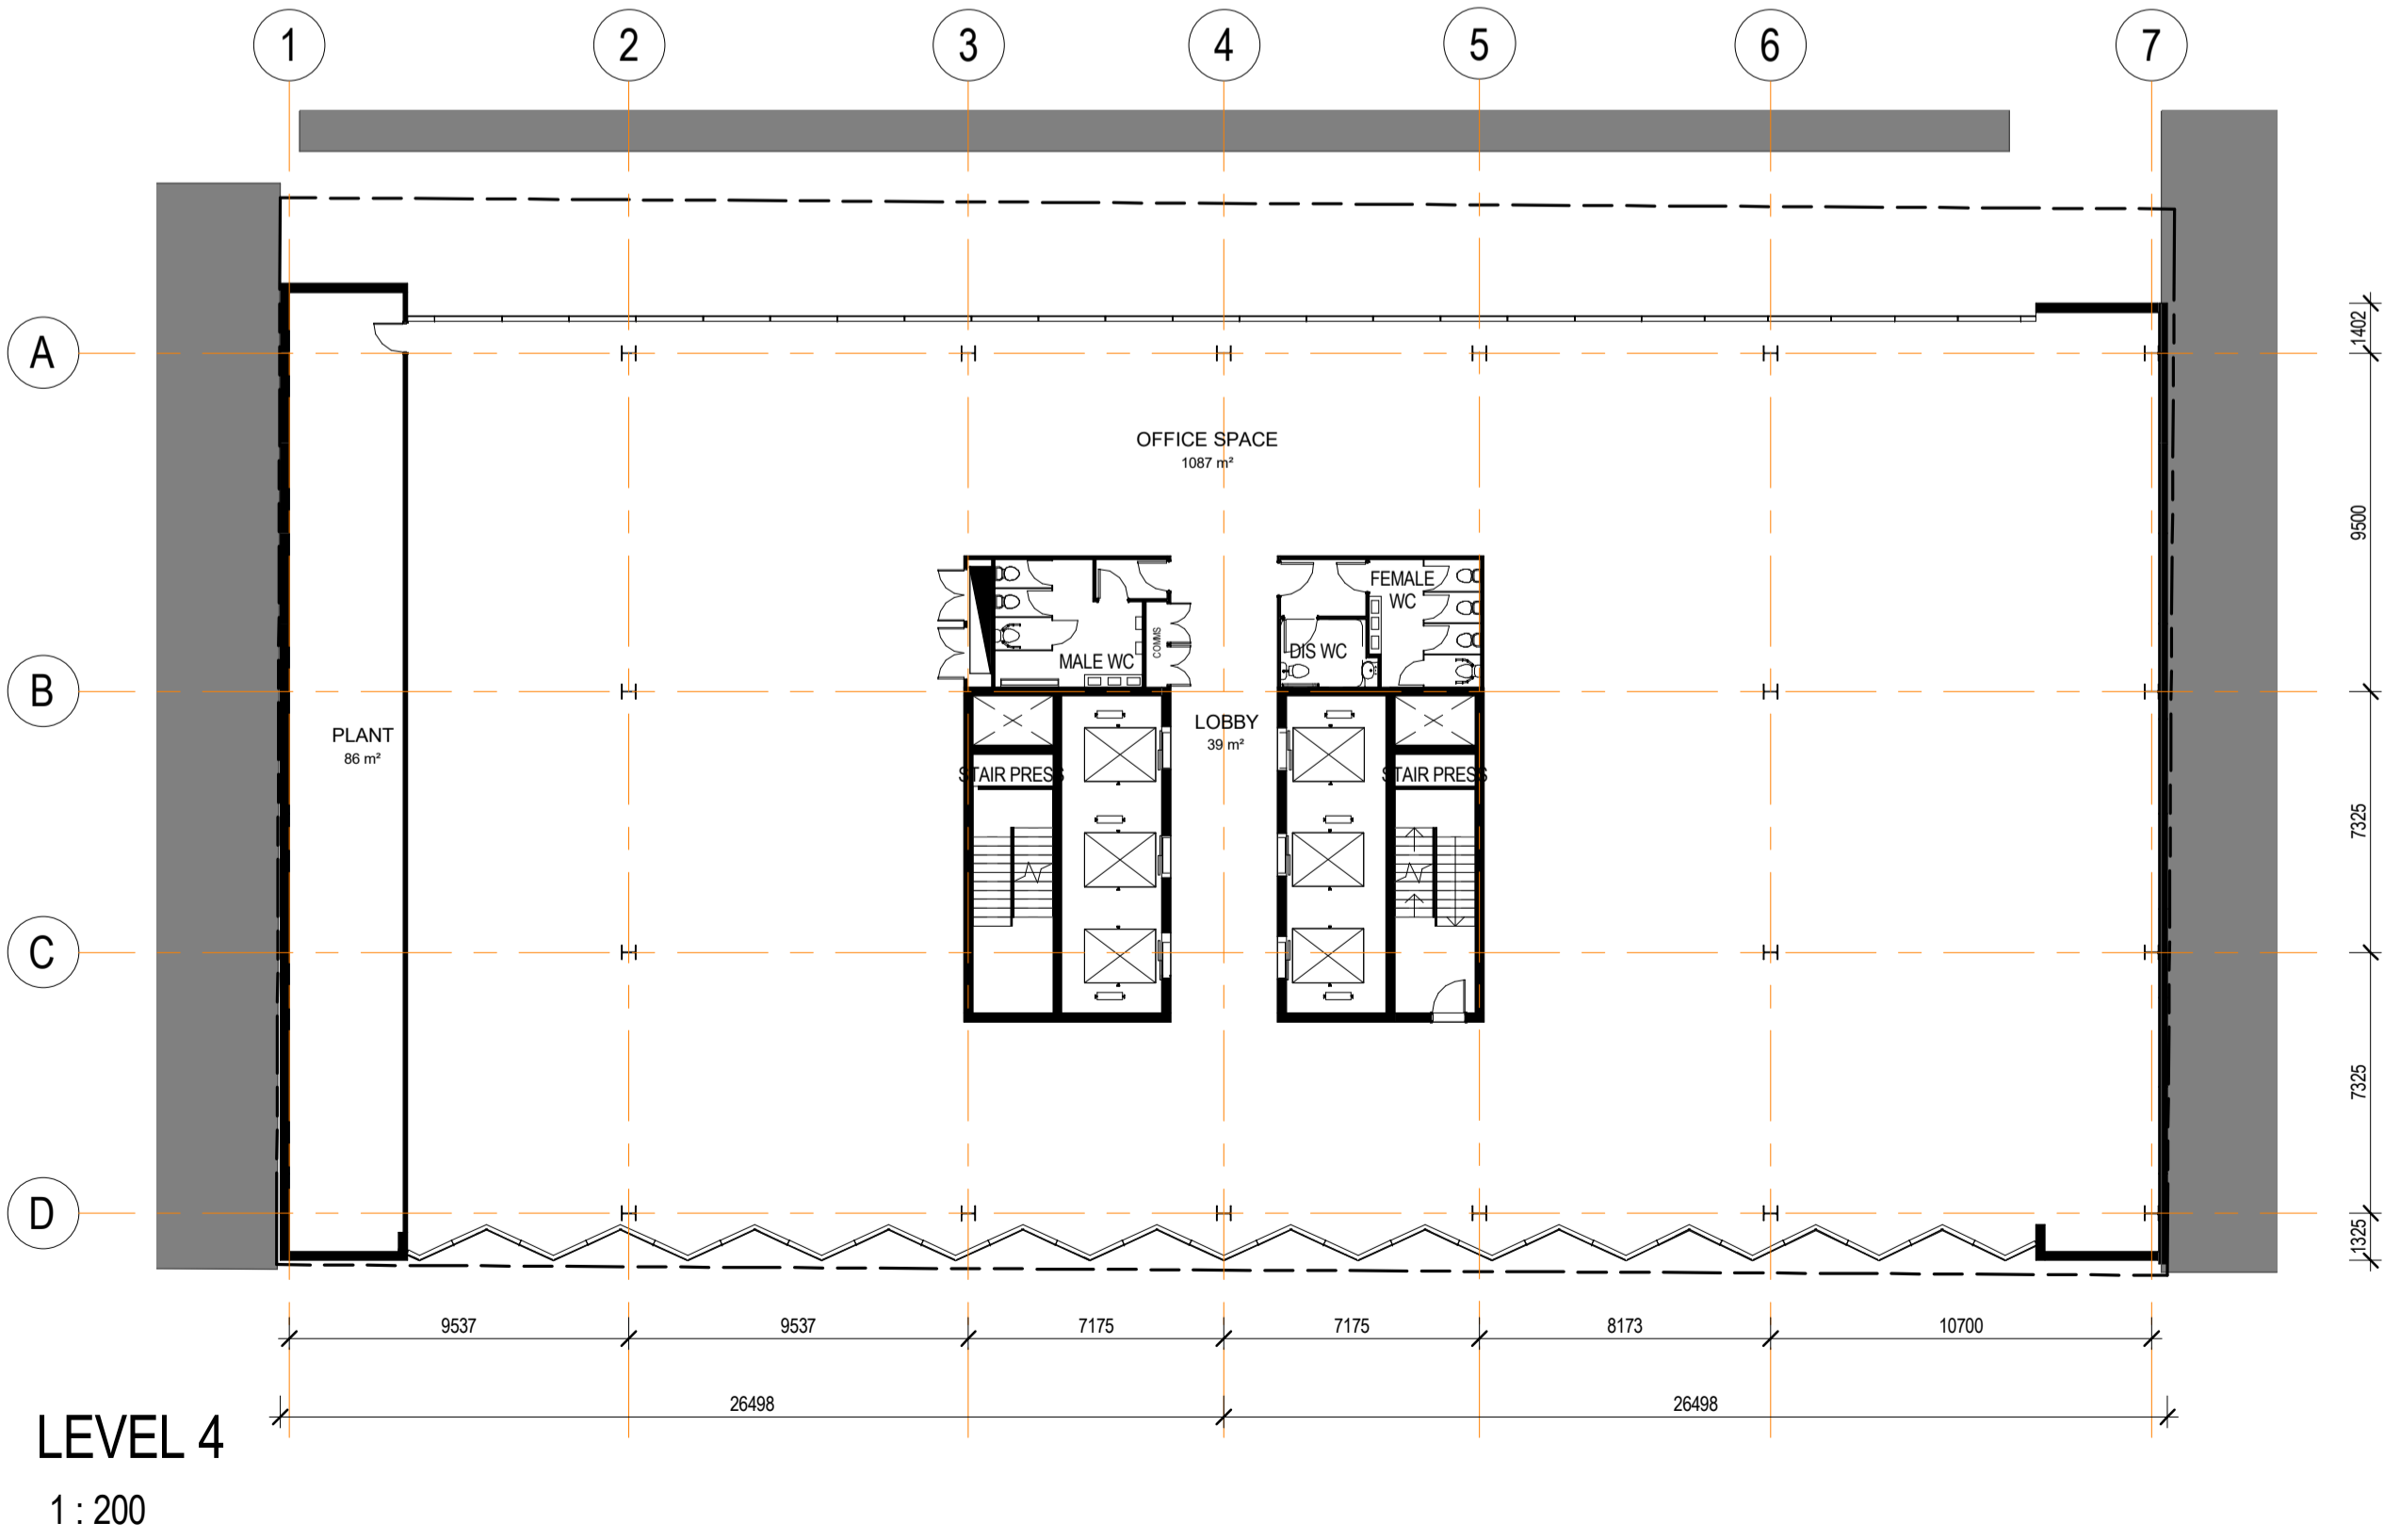 1
2
3
4
5
6
7
A
1402
OFFICE SPACE
1087 m²
9500
FEMALE
WC
COMMS
DIS WC
MALE WC
B
PLANT
86 m²
LOBBY
39 m²
STAIR PRESS
STAIR PRESS
7325
C
7325
D
1325
9537
9537
7175
7175
8173
10700
26498
26498
LEVEL 4
1 : 200